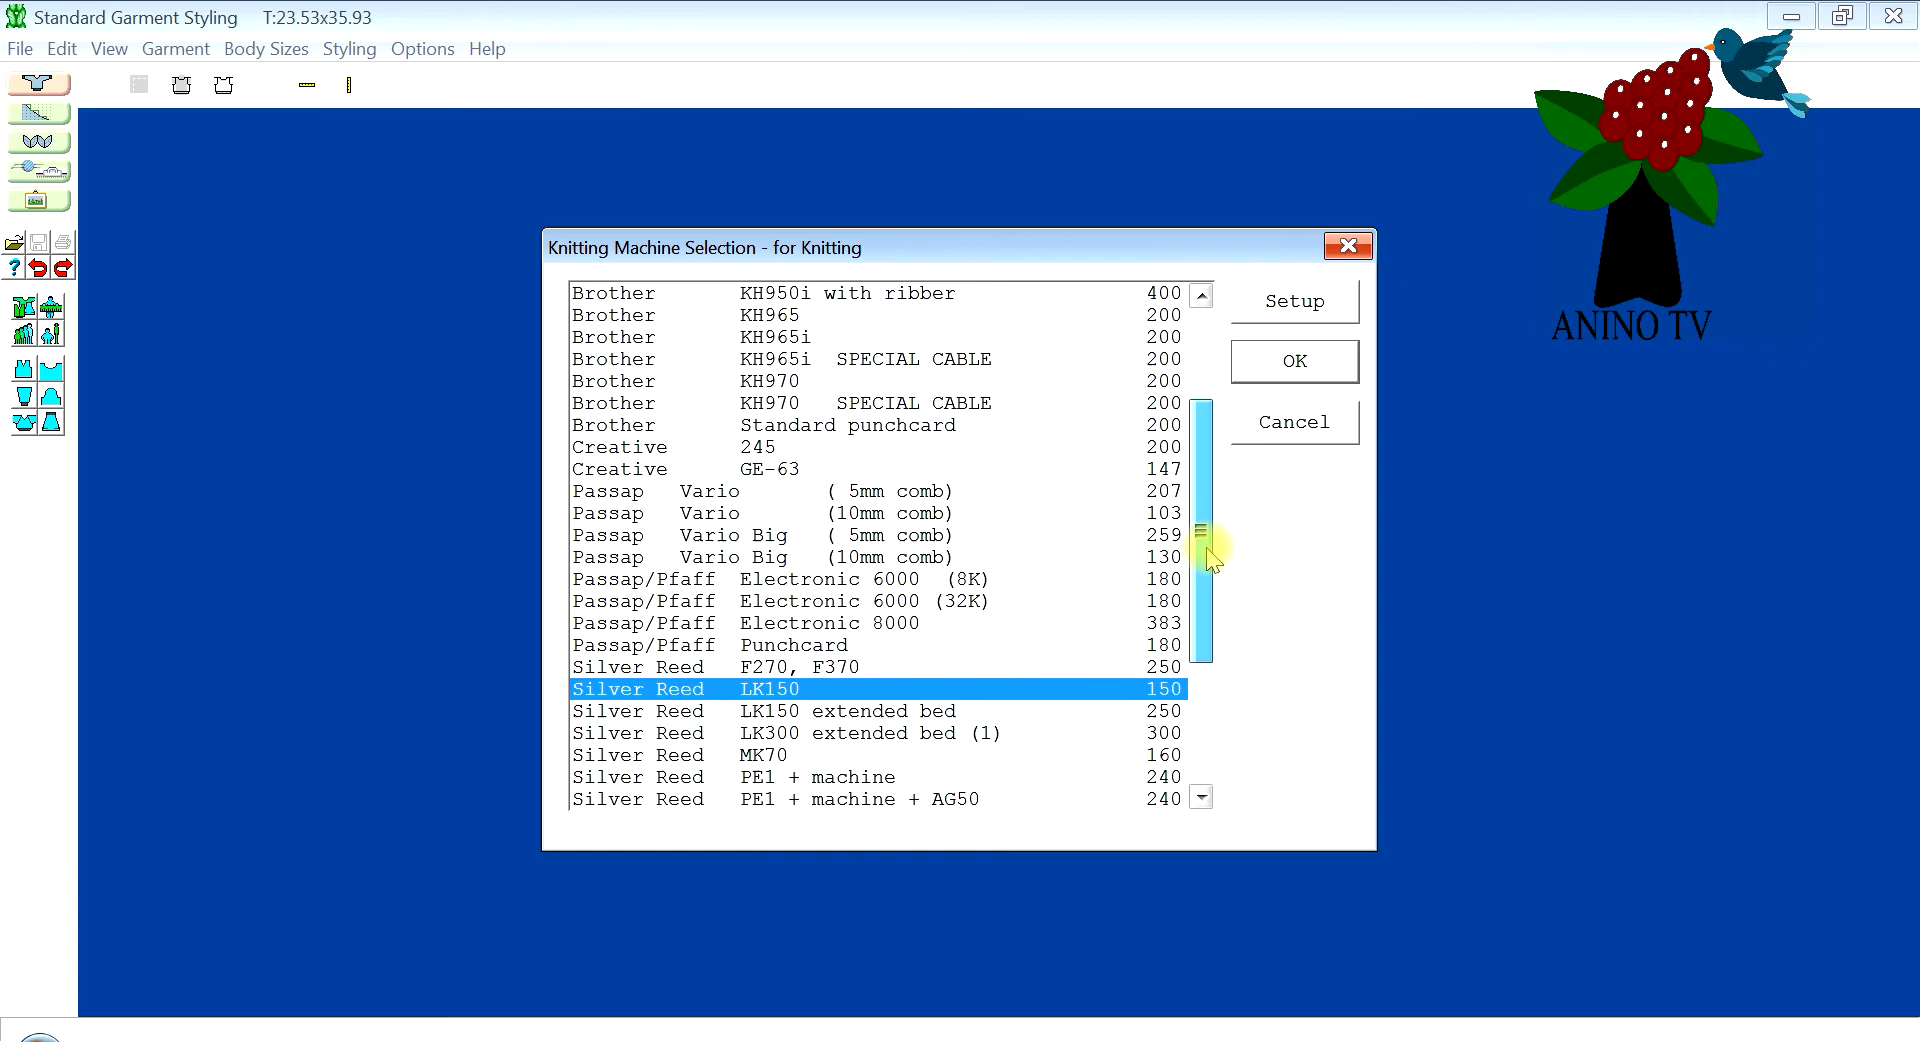 Standard Garment Styling T:23.53x35.93
File Edit View Garment Body Sizes Styling Options Help
ANINO TV
Knitting Machine Selection - for Knitting
Brother KH950i with ribber 400
Brother KH965 200
Brother KH965i 200
Brother KH965i SPECIAL CABLE 200
Brother KH970 200
Brother KH970 SPECIAL CABLE 200
Brother Standard punchcard 200
Creative 245 200
Creative GE-63 147
Passap Vario ( 5mm comb) 207
Passap Vario (10mm comb) 103
Passap Vario Big ( 5mm comb) 259
Passap Vario Big (10mm comb) 130
Passap/Pfaff Electronic 6000 (8K) 180
Passap/Pfaff Electronic 6000 (32K) 180
Passap/Pfaff Electronic 8000 383
Passap/Pfaff Punchcard 180
Silver Reed F270, F370 250
Silver Reed LK150 150
Silver Reed LK150 extended bed 250
Silver Reed LK300 extended bed (1) 300
Silver Reed MK70 160
Silver Reed PE1 + machine 240
Silver Reed PE1 + machine + AG50 240
Setup
OK
Cancel